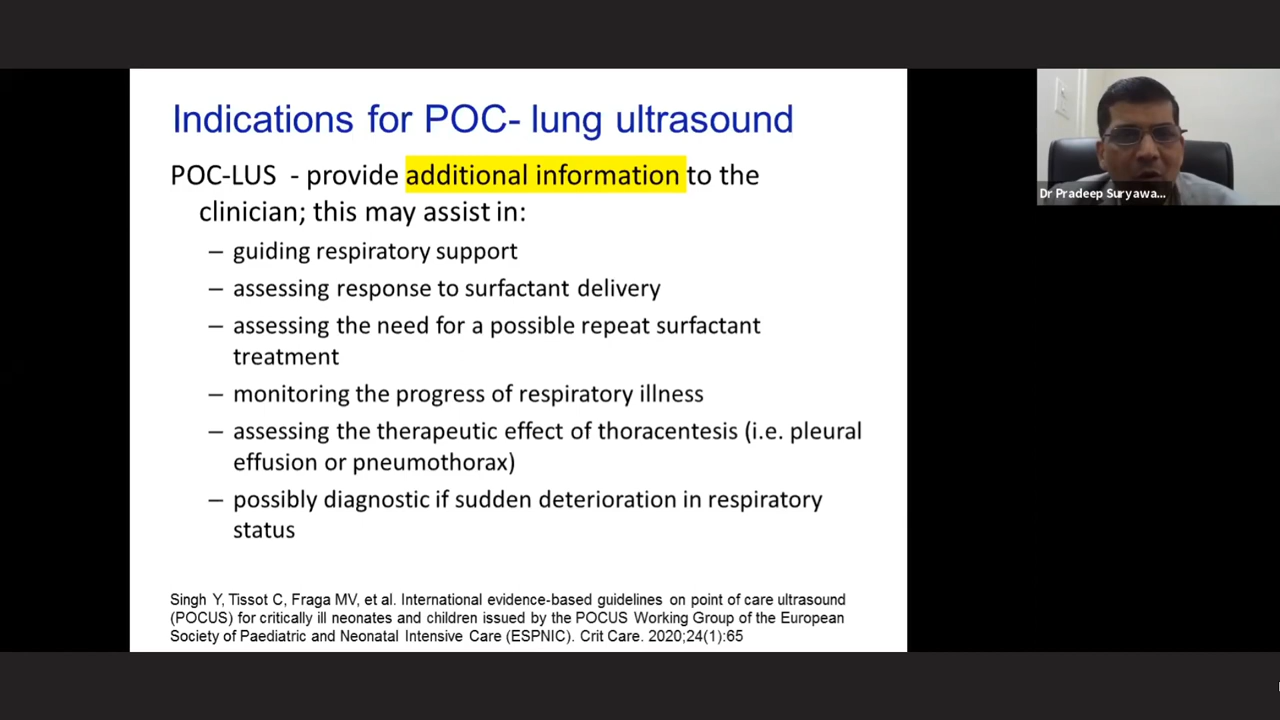 Indications for POC- lung ultrasound
POC-LUS - provide additional information to the
clinician; this may assist in:
– guiding respiratory support
– assessing response to surfactant delivery
– assessing the need for a possible repeat surfactant
treatment
– monitoring the progress of respiratory illness
– assessing the therapeutic effect of thoracentesis (i.e. pleural
effusion or pneumothorax)
– possibly diagnostic if sudden deterioration in respiratory
status
Singh Y, Tissot C, Fraga MV, et al. International evidence-based guidelines on point of care ultrasound
(POCUS) for critically ill neonates and children issued by the POCUS Working Group of the European
Society of Paediatric and Neonatal Intensive Care (ESPNIC). Crit Care. 2020;24(1):65
Dr Pradeep Suryawa...